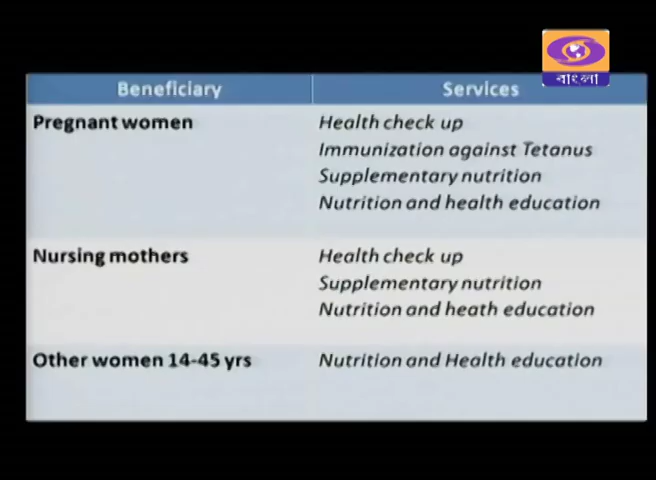 বাংলা
Beneficiary Services
Pregnant women Health check up
Immunization against Tetanus
Supplementary nutrition
Nutrition and health education
Nursing mothers Health check up
Supplementary nutrition
Nutrition and heath education
Other women 14-45 yrs Nutrition and Health education